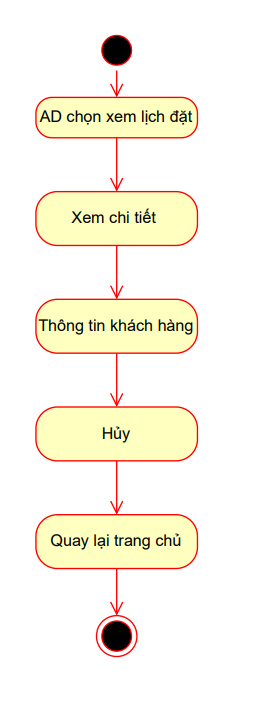 AD chọn xem lịch đặt
Xem chi tiết
Thông tin khách hàng
Hủy
Quay lại trang chủ